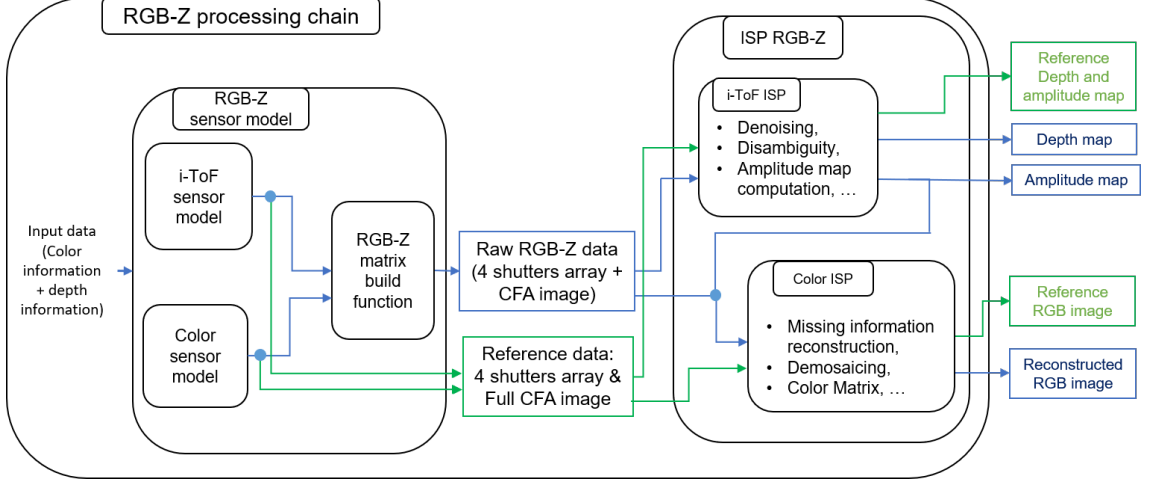 RGB-Z processing chain
RGB-Z
sensor model
i-ToF
sensor
model
Input data
(Color
information
+ depth
information)
Color
sensor
model
RGB-Z
matrix
build
function
Raw RGB-Z data
(4 shutters array +
CFA image)
Reference data:
4 shutters array &
Full CFA image
ISP RGB-Z
i-ToF ISP
• Denoising,
• Disambiguity,
• Amplitude map
computation, …
Color ISP
• Missing information
reconstruction,
• Demosaicing,
• Color Matrix, …
Reference
Depth and
amplitude map
Depth map
Amplitude map
Reference
RGB image
Reconstructed
RGB image